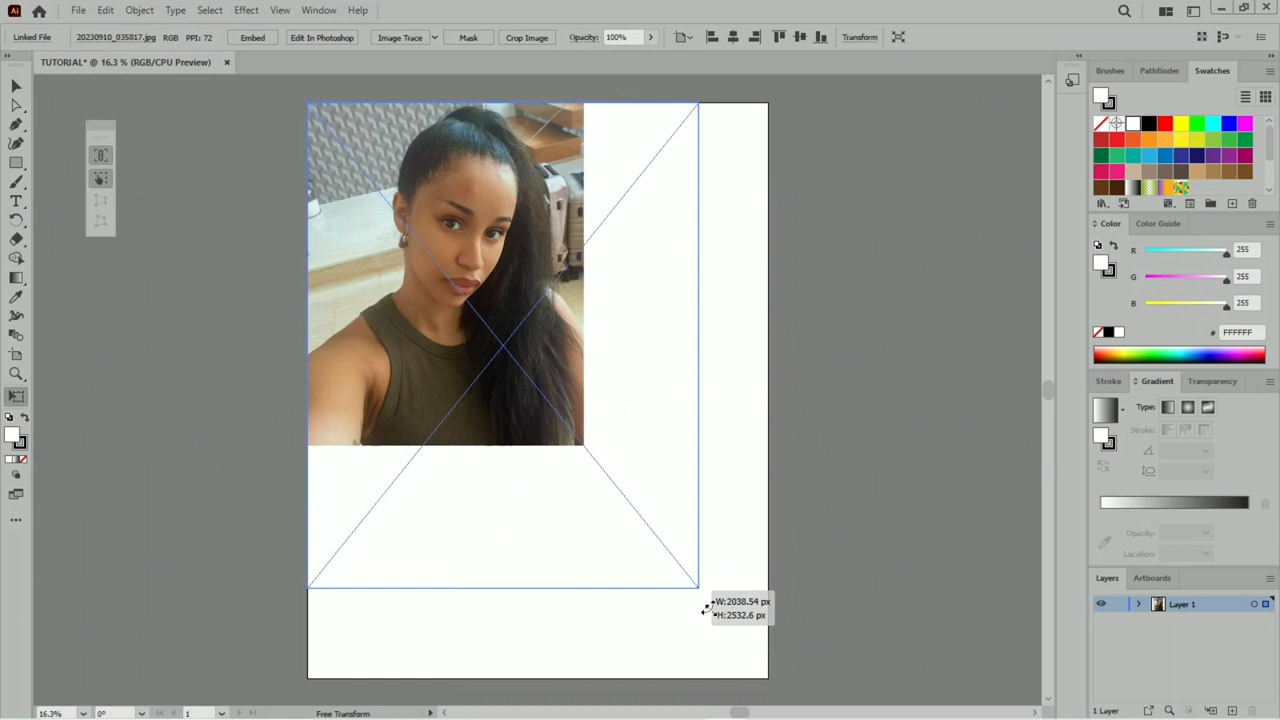 Ai File Edit Object Type Select Effect View Window Help
Linked File 20230910_035817.jpg RGB PPI: 72 Embed Edit In Photoshop Image Trace Mask Crop Image Opacity: 100% Transform
TUTORIAL* @ 16.3 % (RGB/CPU Preview)
Brushes Pathfinder Swatches
Color Color Guide
R 255
G 255
B 255
# FFFFFF
Stroke Gradient Transparency
Type:
Stroke:
Opacity:
Location:
Layers Artboards
Layer 1
W:2038.54 px
H:2532.6 px
1 Layer
16.3% 0° 1 Free Transform